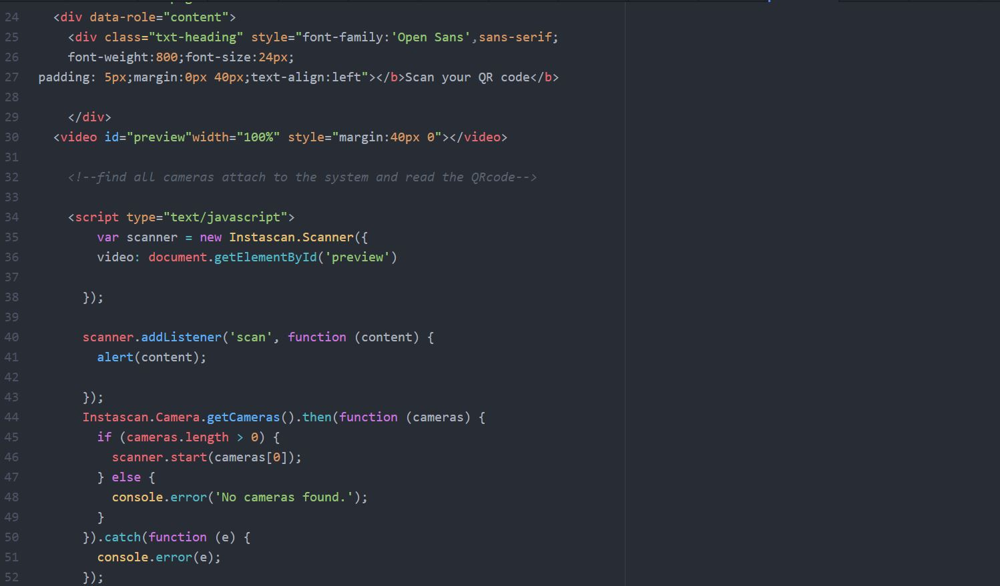 24 <div data-role="content">
25 <div class="txt-heading" style="font-family:'Open Sans',sans-serif;
26 font-weight:800;font-size:24px;
27 padding: 5px;margin:0px 40px;text-align:left"></b>Scan your QR code</b>
28
29 </div>
30 <video id="preview"width="100%" style="margin:40px 0"></video>
31
32 <!--find all cameras attach to the system and read the QRcode-->
33
34 <script type="text/javascript">
35 var scanner = new Instascan.Scanner({
36 video: document.getElementById('preview')
37
38 });
39
40 scanner.addListener('scan', function (content) {
41 alert(content);
42
43 });
44 Instascan.Camera.getCameras().then(function (cameras) {
45 if (cameras.length > 0) {
46 scanner.start(cameras[0]);
47 } else {
48 console.error('No cameras found.');
49 }
50 }).catch(function (e) {
51 console.error(e);
52 });